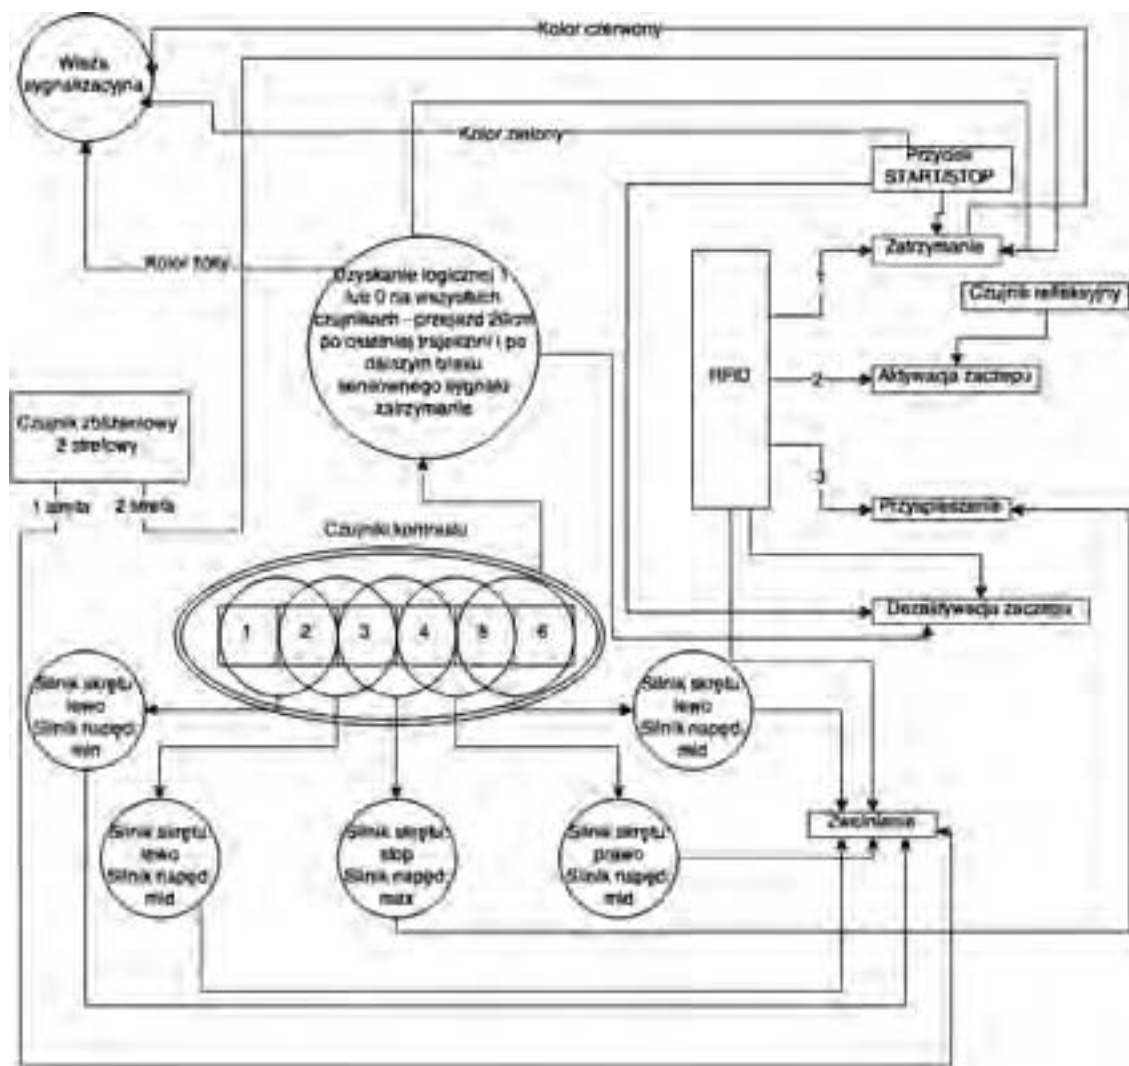 Kolor czerwony
Wieża
sygnalizacyjna
Kolor zielony
Przycisk
START/STOP
Zatrzymanie
Kolor żółty
Uzyskanie logicznej 1
lub 0 na wszystkich
czujnikach - przejazd 20cm
po ostatniej trajektorii i po
dalszym braku
sensownego sygnału
zatrzymanie
Czujnik refleksyjny
RFID
1
2
3
Aktywacja zaczepu
Czujnik zbliżeniowy
2 strefowy
1 strefa
2 strefa
Przyspieszenie
Czujniki kontrastu
1
2
3
4
5
6
Dezaktywacja zaczepu
Silnik skrętu:
lewo
Silnik napęd:
min
Silnik skrętu:
lewo
Silnik napęd:
mid
Silnik skrętu:
lewo
Silnik napęd:
mid
Silnik skrętu:
stop
Silnik napęd:
max
Silnik skrętu:
prawo
Silnik napęd:
mid
Zwolnienie